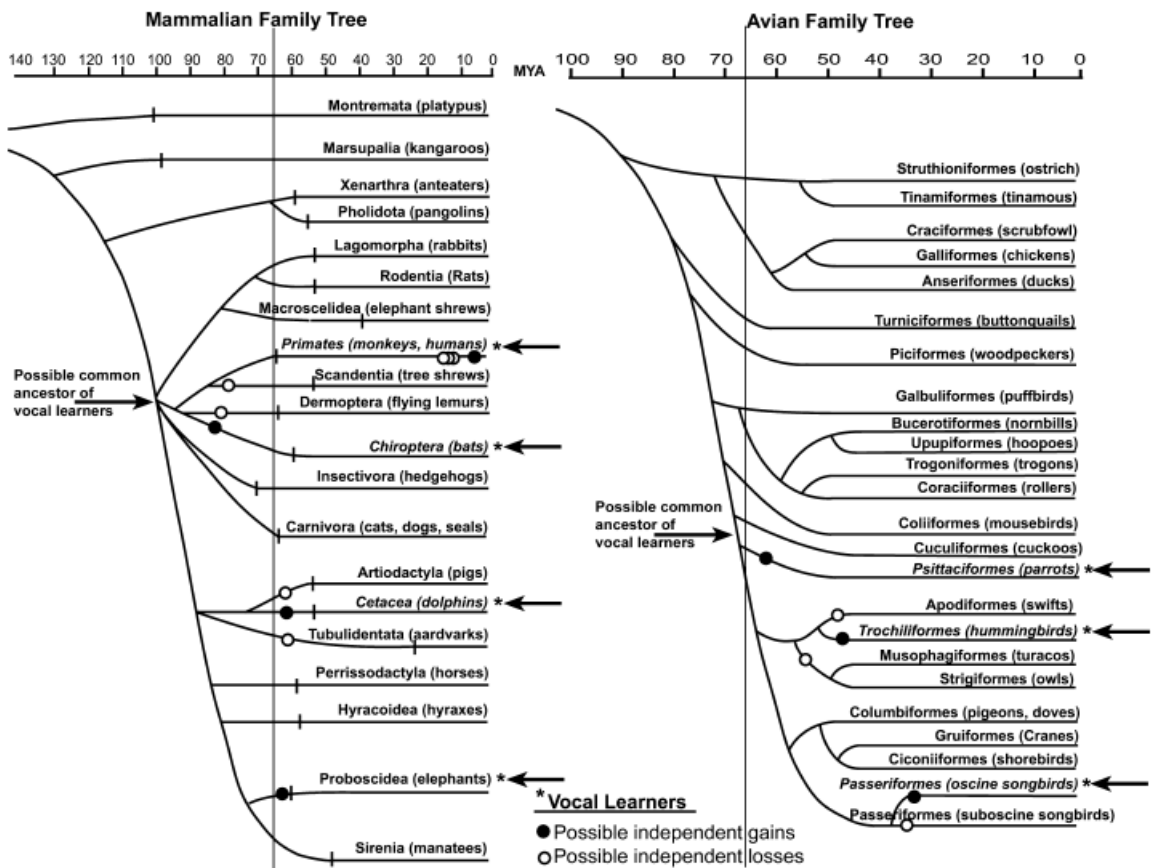 Mammalian Family Tree
140 130 110 100 80 70 60 50 40 30 20 10 0
MYA
Montremata (platypus)
Marsupalia (kangaroos)
Xenarthra (anteaters)
Pholidota (pangolins)
Lagomorpha (rabbits)
Rodentia (Rats)
Macroscelidea (elephant shrews)
Primates (monkeys, humans) *
Scandentia (tree shrews)
Possible common
ancestor of
vocal learners
Dermoptera (flying lemurs)
Chiroptera (bats) *
Insectivora (hedgehogs)
Carnivora (cats, dogs, seals)
Artiodactyla (pigs)
Cetacea (dolphins) *
Tubulidentata (aardvarks)
Perrissodactyla (horses)
Hyracoidea (hyraxes)
Proboscidea (elephants) *
Sirenia (manatees)
Avian Family Tree
100 90 80 70 60 50 40 30 20 10 0
Struthioniformes (ostrich)
Tinamiformes (tinamous)
Craciformes (scrubfowl)
Galliformes (chickens)
Anseriformes (ducks)
Turniciformes (buttonquails)
Piciformes (woodpeckers)
Galbuliformes (puffbirds)
Bucerotiformes (nornbills)
Upupiformes (hoopoes)
Trogoniformes (trogons)
Coraciiformes (rollers)
Possible common
ancestor of
vocal learners
Coliiformes (mousebirds)
Cuculiformes (cuckoos)
Psittaciformes (parrots) *
Apodiformes (swifts)
Trochiliformes (hummingbirds) *
Musophagiformes (turacos)
Strigiformes (owls)
Columbiformes (pigeons, doves)
Gruiformes (Cranes)
Ciconiiformes (shorebirds)
Passeriformes (oscine songbirds) *
Passeriformes (suboscine songbirds)
* Vocal Learners
Possible independent gains
Possible independent losses